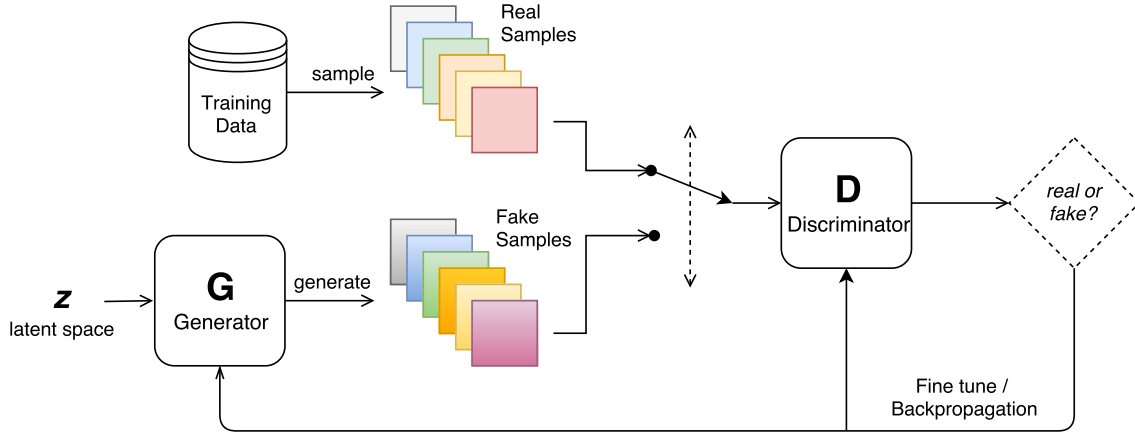 Real
Samples
sample
Training
Data
D
Discriminator
real or
fake?
Fake
Samples
z
latent space
G
Generator
generate
Fine tune /
Backpropagation